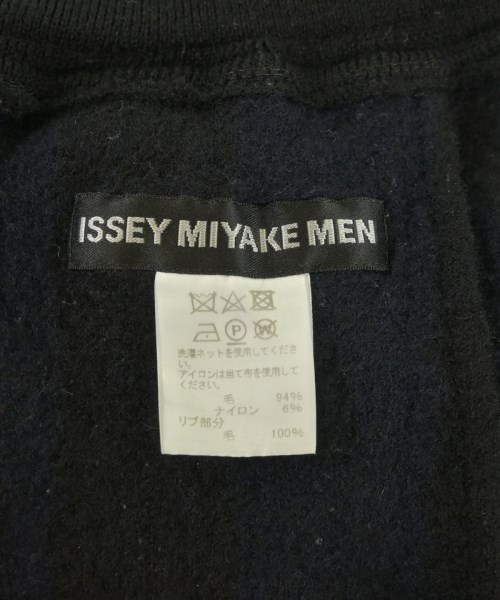 ISSEY MIYAKE MEN
P W
洗濯ネットを使用してくださ
い。
アイロンは当て布を使用して
ください。
毛 94%
ナイロン 6%
リブ部分
毛 100%